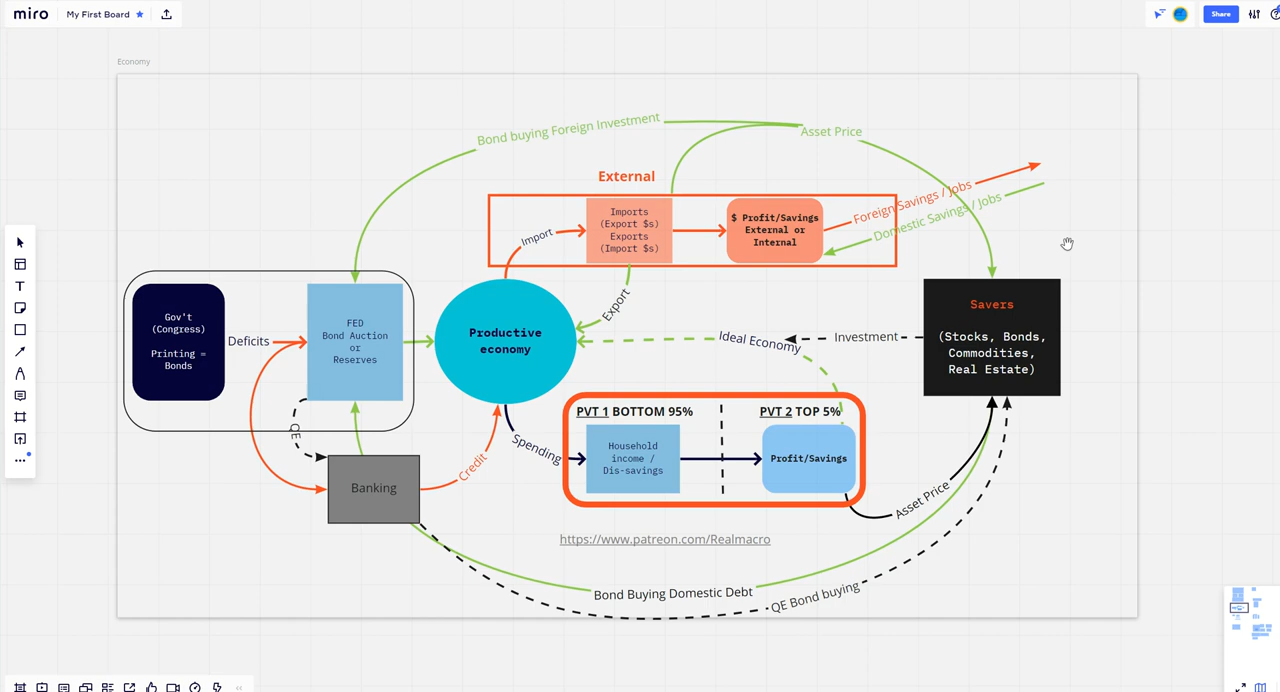 miro
My First Board
Share
Economy
Bond buying Foreign Investment
Asset Price
External
Foreign Savings / Jobs
Domestic Savings / Jobs
Import
Imports
(Export $s)
Exports
(Import $s)
$ Profit/Savings
External or
Internal
Export
Gov't
(Congress)
Printing =
Bonds
Deficits
FED
Bond Auction
or
Reserves
Productive
economy
Ideal Economy
Investment
Savers
(Stocks, Bonds,
Commodities,
Real Estate)
QE
Banking
Credit
Spending
PVT 1 BOTTOM 95%
PVT 2 TOP 5%
Household
income /
Dis-savings
Profit/Savings
Asset Price
https://www.patreon.com/Realmacro
Bond Buying Domestic Debt
QE Bond buying